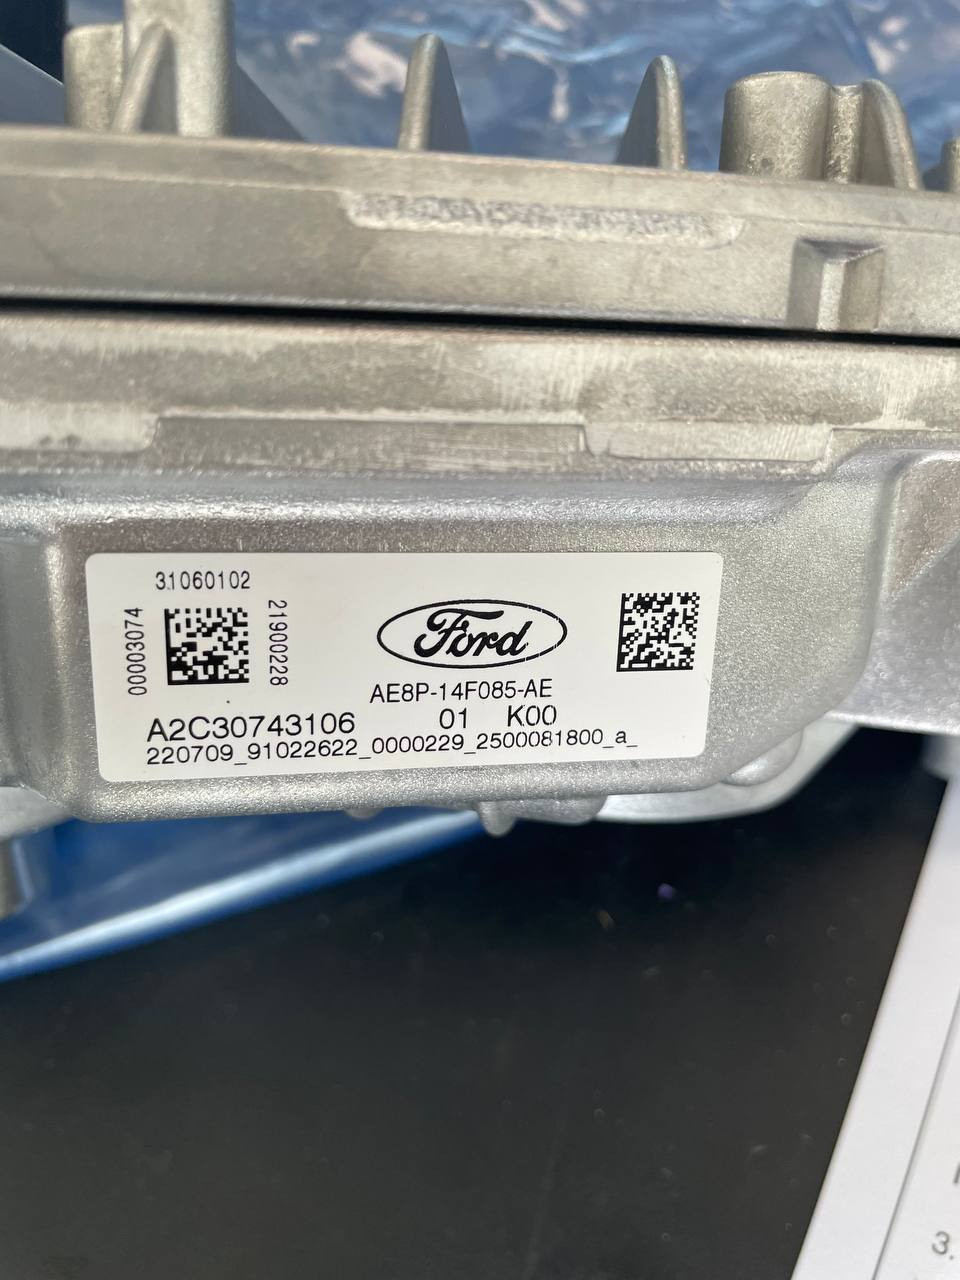 31060102
00003074
21900228
Ford
AE8P-14F085-AE
A2C30743106 01 K00
220709_91022622_0000229_2500081800_a_
3.